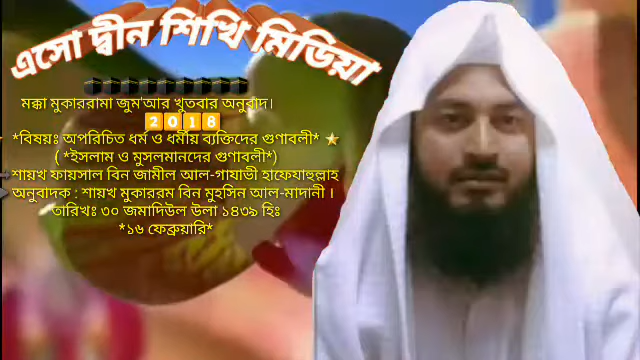 এসো দ্বীন শিখি মিডিয়া
🕋🕋🕋🕋🕋🕋🕋🕋🕋
মক্কা মুকাররামা জুম'আর খুতবার অনুবাদ।
2018
*বিষয়ঃ অপরিচিত ধর্ম ও ধর্মীয় ব্যক্তিদের গুণাবলী* ⭐
( *ইসলাম ও মুসলমানদের গুণাবলী*)
শায়খ ফায়সাল বিন জামীল আল-গাযাভী হাফেযাহুল্লাহ
অনুবাদক : শায়খ মুকাররম বিন মুহসিন আল-মাদানী ।
তারিখঃ ৩০ জমাদিউল উলা ১৪৩৯ হিঃ
*১৬ ফেব্রুয়ারি*